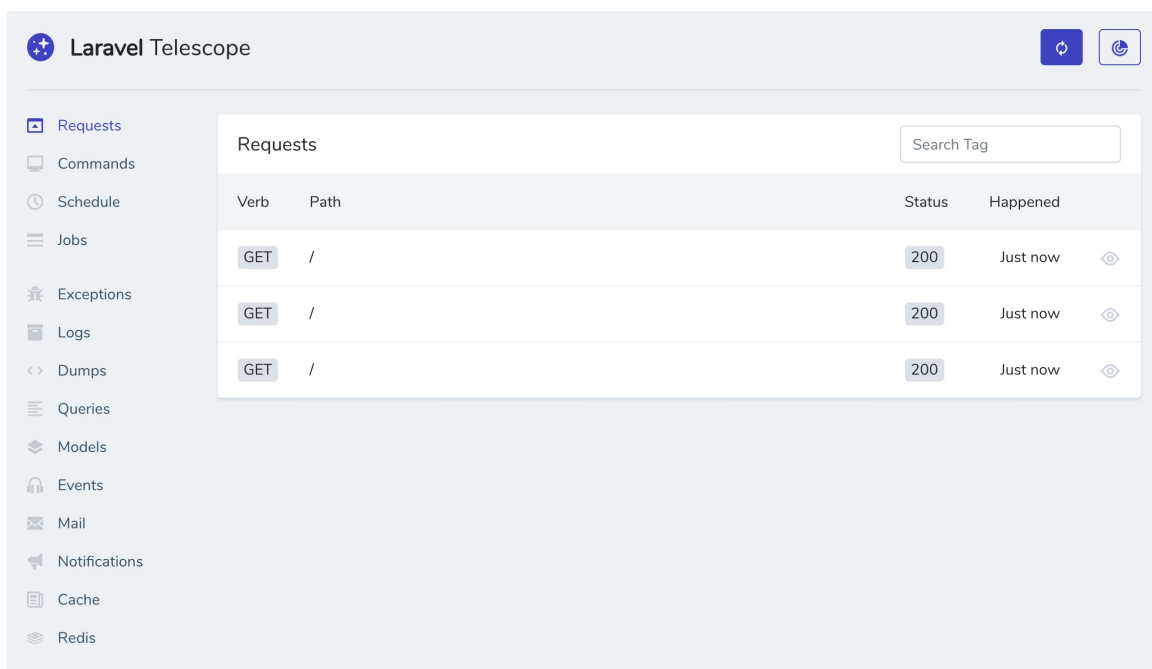 Laravel Telescope
Requests
Commands
Schedule
Jobs
Exceptions
Logs
Dumps
Queries
Models
Events
Mail
Notifications
Cache
Redis
Requests Search Tag
Verb Path Status Happened
GET / 200 Just now
GET / 200 Just now
GET / 200 Just now